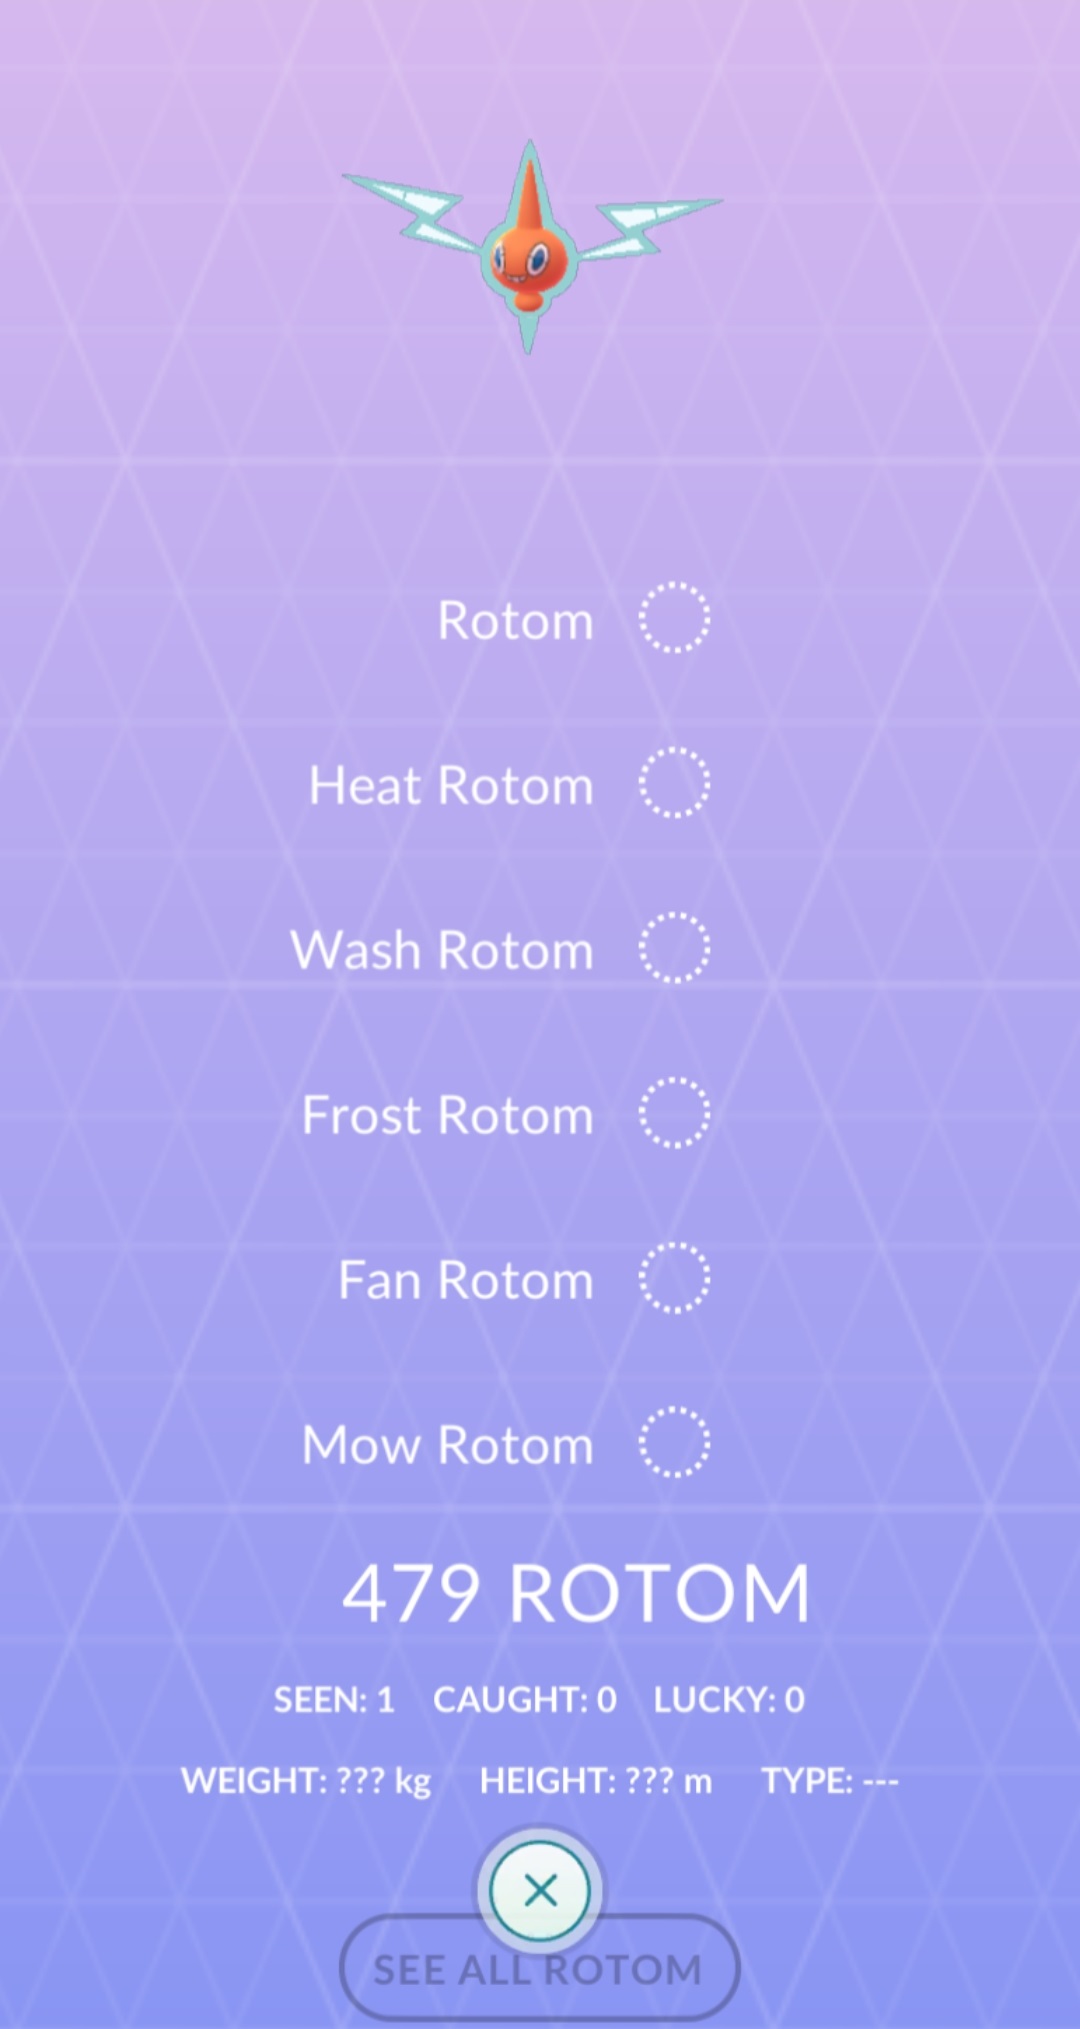 Rotom
Heat Rotom
Wash Rotom
Frost Rotom
Fan Rotom
Mow Rotom
479 ROTOM
SEEN: 1 CAUGHT: 0 LUCKY: 0
WEIGHT: ??? kg HEIGHT: ??? m TYPE: ---
SEE ALL ROTOM